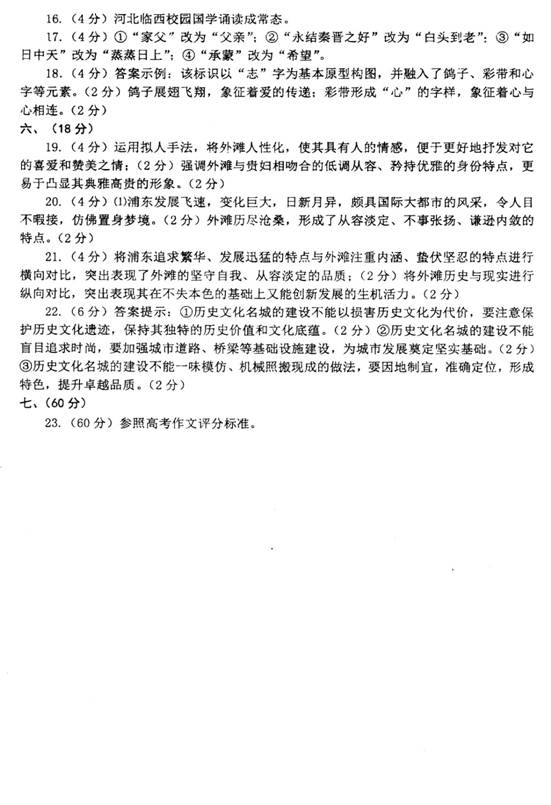 16.（4分）河北临西校园国学诵读成常态。
17.（4分）①“家父”改为“父亲”；②“永结秦晋之好”改为“白头到老”；③“如
日中天”改为“蒸蒸日上”；④“承蒙”改为“希望”。
18.（4分）答案示例：该标识以“志”字为基本原型构图，并融入了鸽子、彩带和心
字等元素。（2分）鸽子展翅飞翔，象征着爱的传递；彩带形成“心”的字样，象征着心与
心相连。（2分）
六、（18分）
19.（4分）运用拟人手法，将外滩人性化，使其具有人的情感，便于更好地抒发对它
的喜爱和赞美之情；（2分）强调外滩与贵妇相吻合的低调从容、矜持优雅的身份特点，更
易于凸显其典雅高贵的形象。（2分）
20.（4分）⑴浦东发展飞速，变化巨大，日新月异，颇具国际大都市的风采，令人目
不暇接，仿佛置身梦境。（2分）外滩历尽沧桑，形成了从容淡定、不事张扬、谦逊内敛的
特点。（2分）
21.（4分）将浦东追求繁华、发展迅猛的特点与外滩注重内涵、蛰伏坚忍的特点进行
横向对比，突出表现了外滩的坚守自我、从容淡定的品质；（2分）将外滩历史与现实进行
纵向对比，突出表现其在不失本色的基础上又能创新发展的生机活力。（2分）
22.（6分）答案提示：①历史文化名城的建设不能以损害历史文化为代价，要注意保
护历史文化遗迹，保持其独特的历史价值和文化底蕴。（2分）②历史文化名城的建设不能
盲目追求时尚，要加强城市道路、桥梁等基础设施建设，为城市发展奠定坚实基础。（2分）
③历史文化名城的建设不能一味模仿、机械照搬现成的做法，要因地制宜，准确定位，形成
特色，提升卓越品质。（2分）
七、（60分）
23.（60分）参照高考作文评分标准。